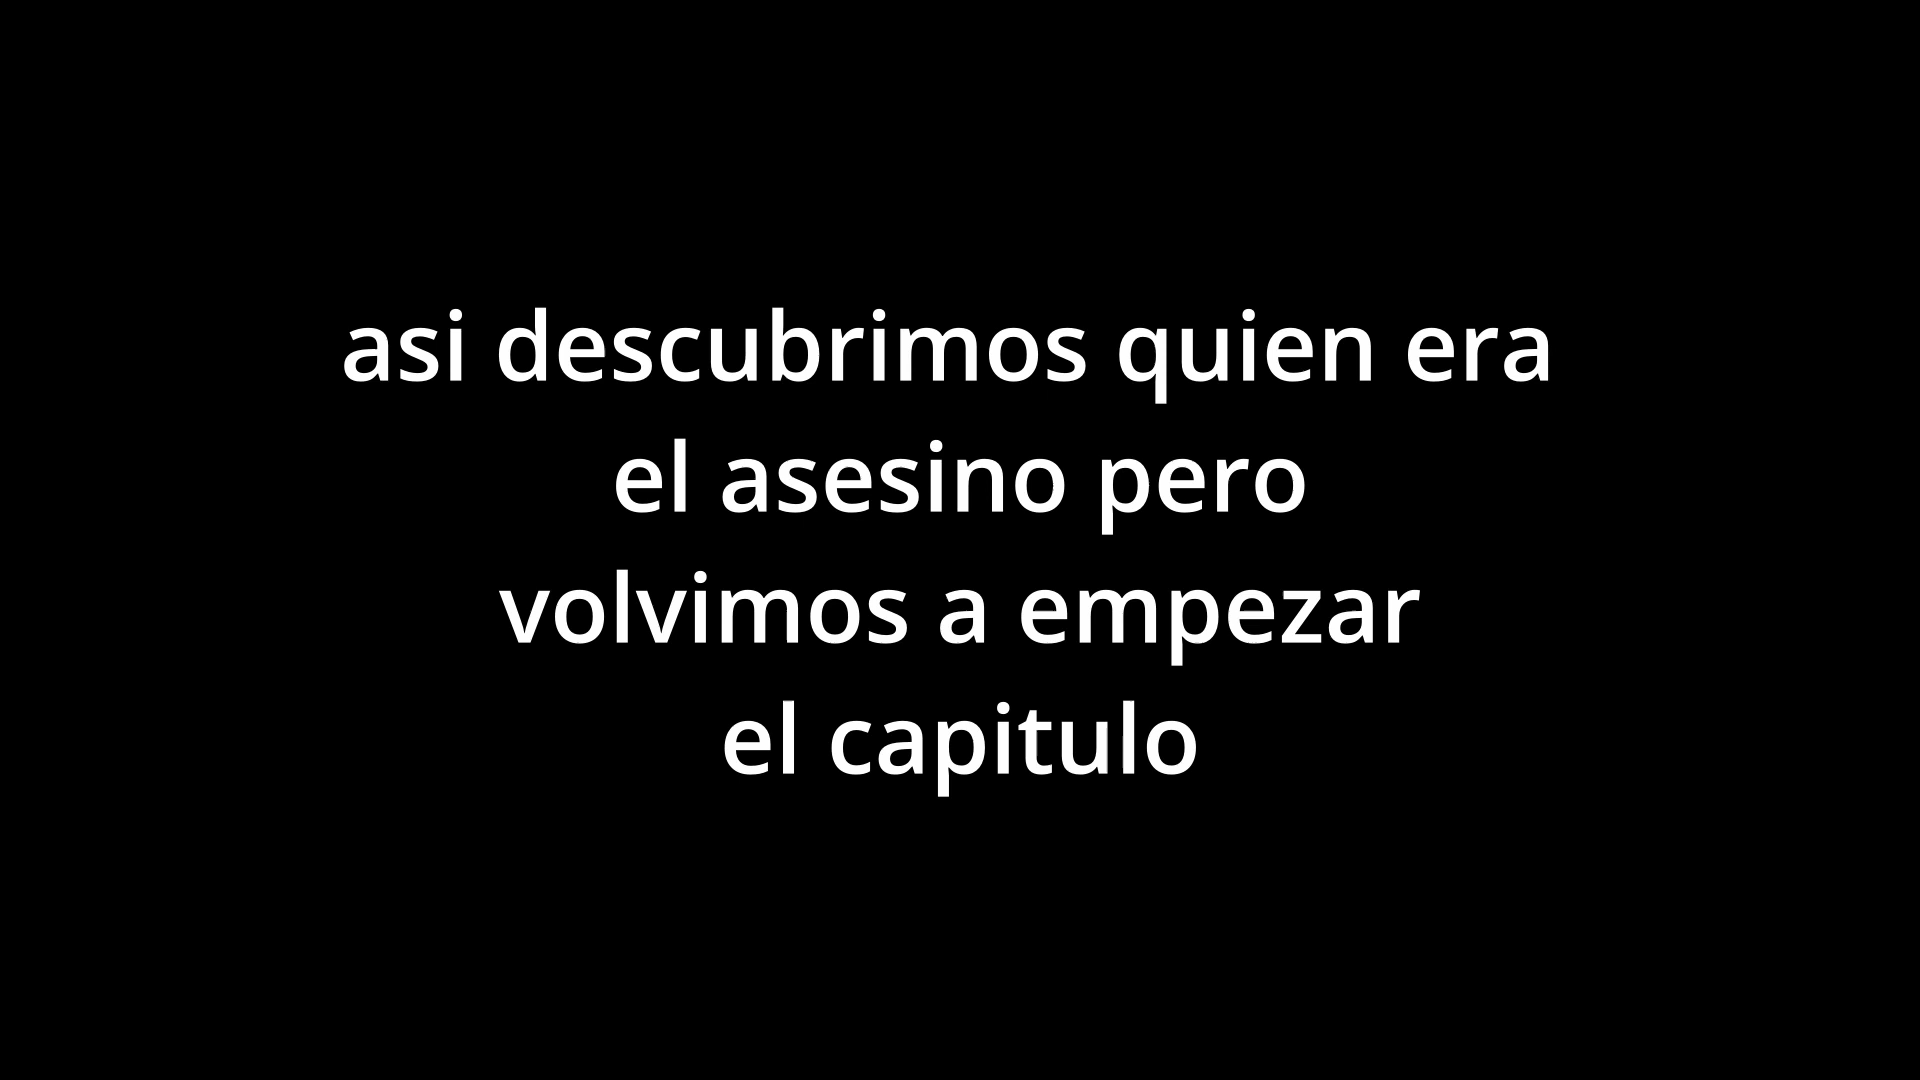 asi descubrimos quien era
el asesino pero
volvimos a empezar
el capitulo